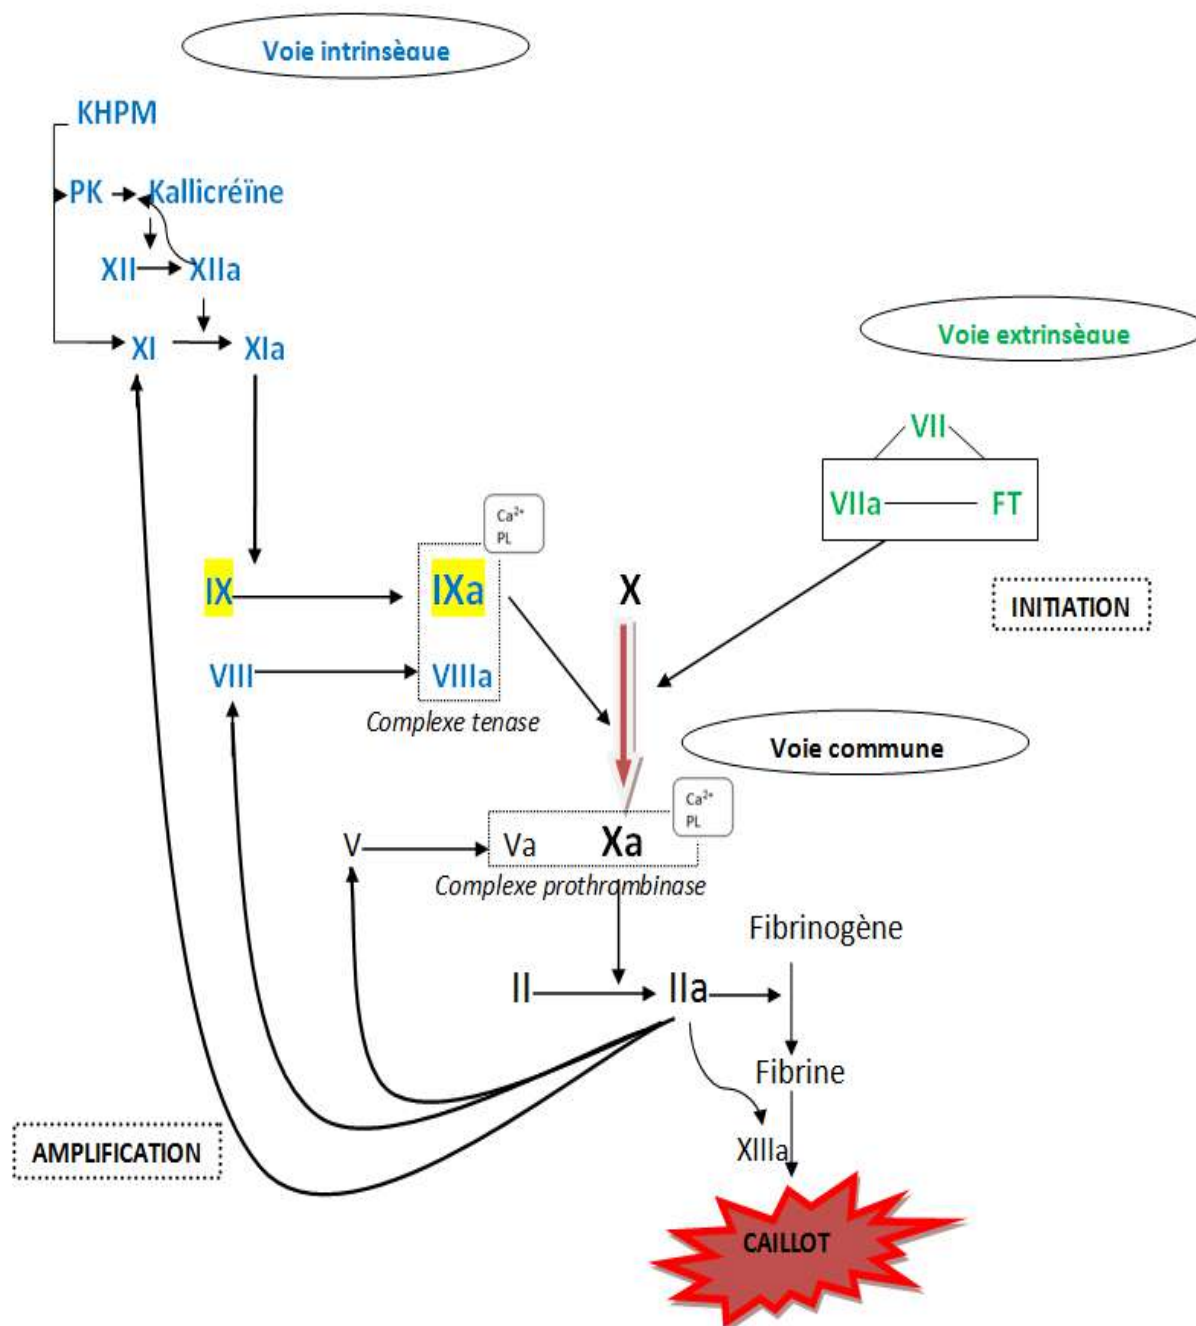 Voie intrinsèque
KHPM
PK Kallicréïne
XII XIIa
XI XIa
Voie extrinsèque
VII
VIIa FT
INITIATION
Ca²⁺
PL
IX IXa X
VIII VIIIa
Complexe tenase
Voie commune
Ca²⁺
PL
V Va Xa
Complexe prothrombinase
Fibrinogène
II IIa
Fibrine
XIIIa
AMPLIFICATION
CAILLOT